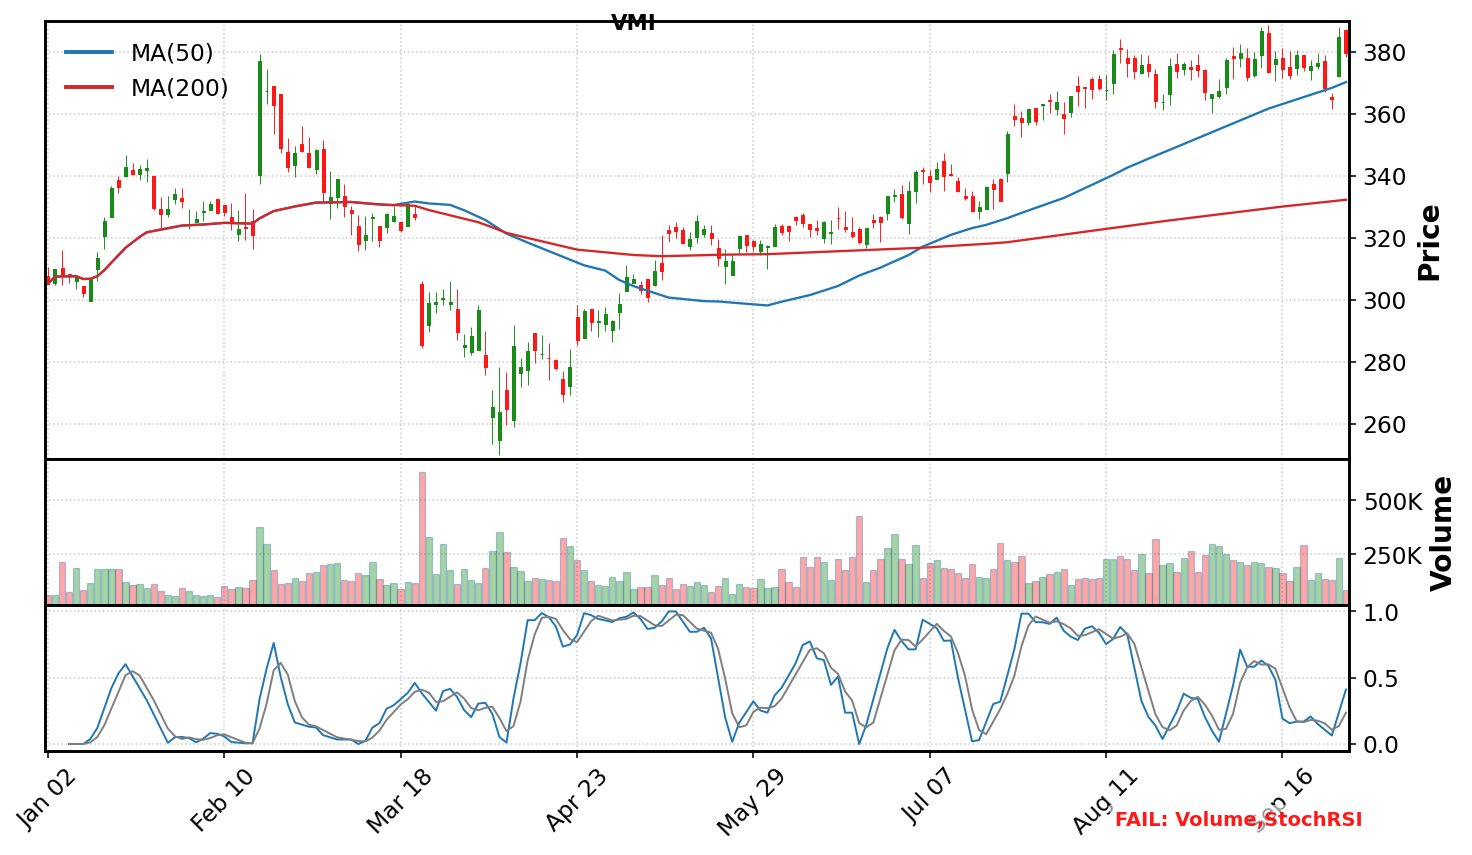 VMI
MA(50)
MA(200)
380
360
340
320
300
280
260
Price
500K
250K
Volume
1.0
0.5
0.0
Jan 02
Feb 10
Mar 18
Apr 23
May 29
Jul 07
Aug 11
Sep 16
FAIL: Volume,StochRSI